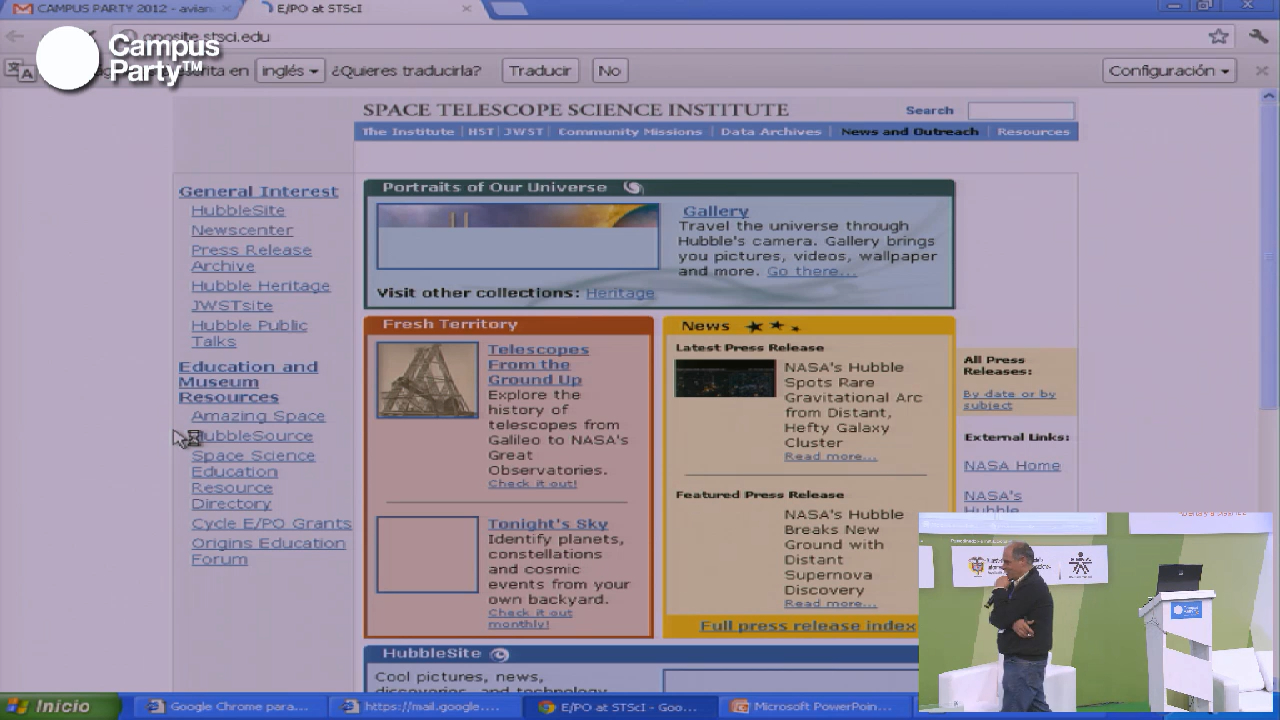 CAMPUS PARTY 2012 - avian
E/PO at STScI
Campus
Party™
opposite.stsci.edu
rita en inglés ¿Quieres traducirla? Traducir No Configuración
SPACE TELESCOPE SCIENCE INSTITUTE
Search
The Institute | HST | JWST | Community Missions | Data Archives | News and Outreach | Resources
General Interest
HubbleSite
Newscenter
Press Release
Archive
Hubble Heritage
JWSTsite
Hubble Public
Talks
Education and
Museum
Resources
Amazing Space
HubbleSource
Space Science
Education
Resource
Directory
Cycle E/PO Grants
Origins Education
Forum
Portraits of Our Universe
Gallery
Travel the universe through
Hubble's camera. Gallery brings
you pictures, videos, wallpaper
and more. Go there...
Visit other collections: Heritage
Fresh Territory
Telescopes
From the
Ground Up
Explore the
history of
telescopes from
Galileo to NASA's
Great
Observatories.
Check it out!
Tonight's Sky
Identify planets,
constellations
and cosmic
events from your
own backyard.
Check it out
monthly!
News
Latest Press Release
NASA's Hubble
Spots Rare
Gravitational Arc
from Distant,
Hefty Galaxy
Cluster
Read more...
Featured Press Release
NASA's Hubble
Breaks New
Ground with
Distant
Supernova
Discovery
Read more...
Full press release index
All Press
Releases:
By date or by
subject
External Links:
NASA Home
NASA's
Hubble
HubbleSite
Cool pictures, news,
discoveries, and
SENA
Inicio
Google Chrome para...
https://mail.google....
E/PO at STScI - Goo...
Microsoft PowerPoin...